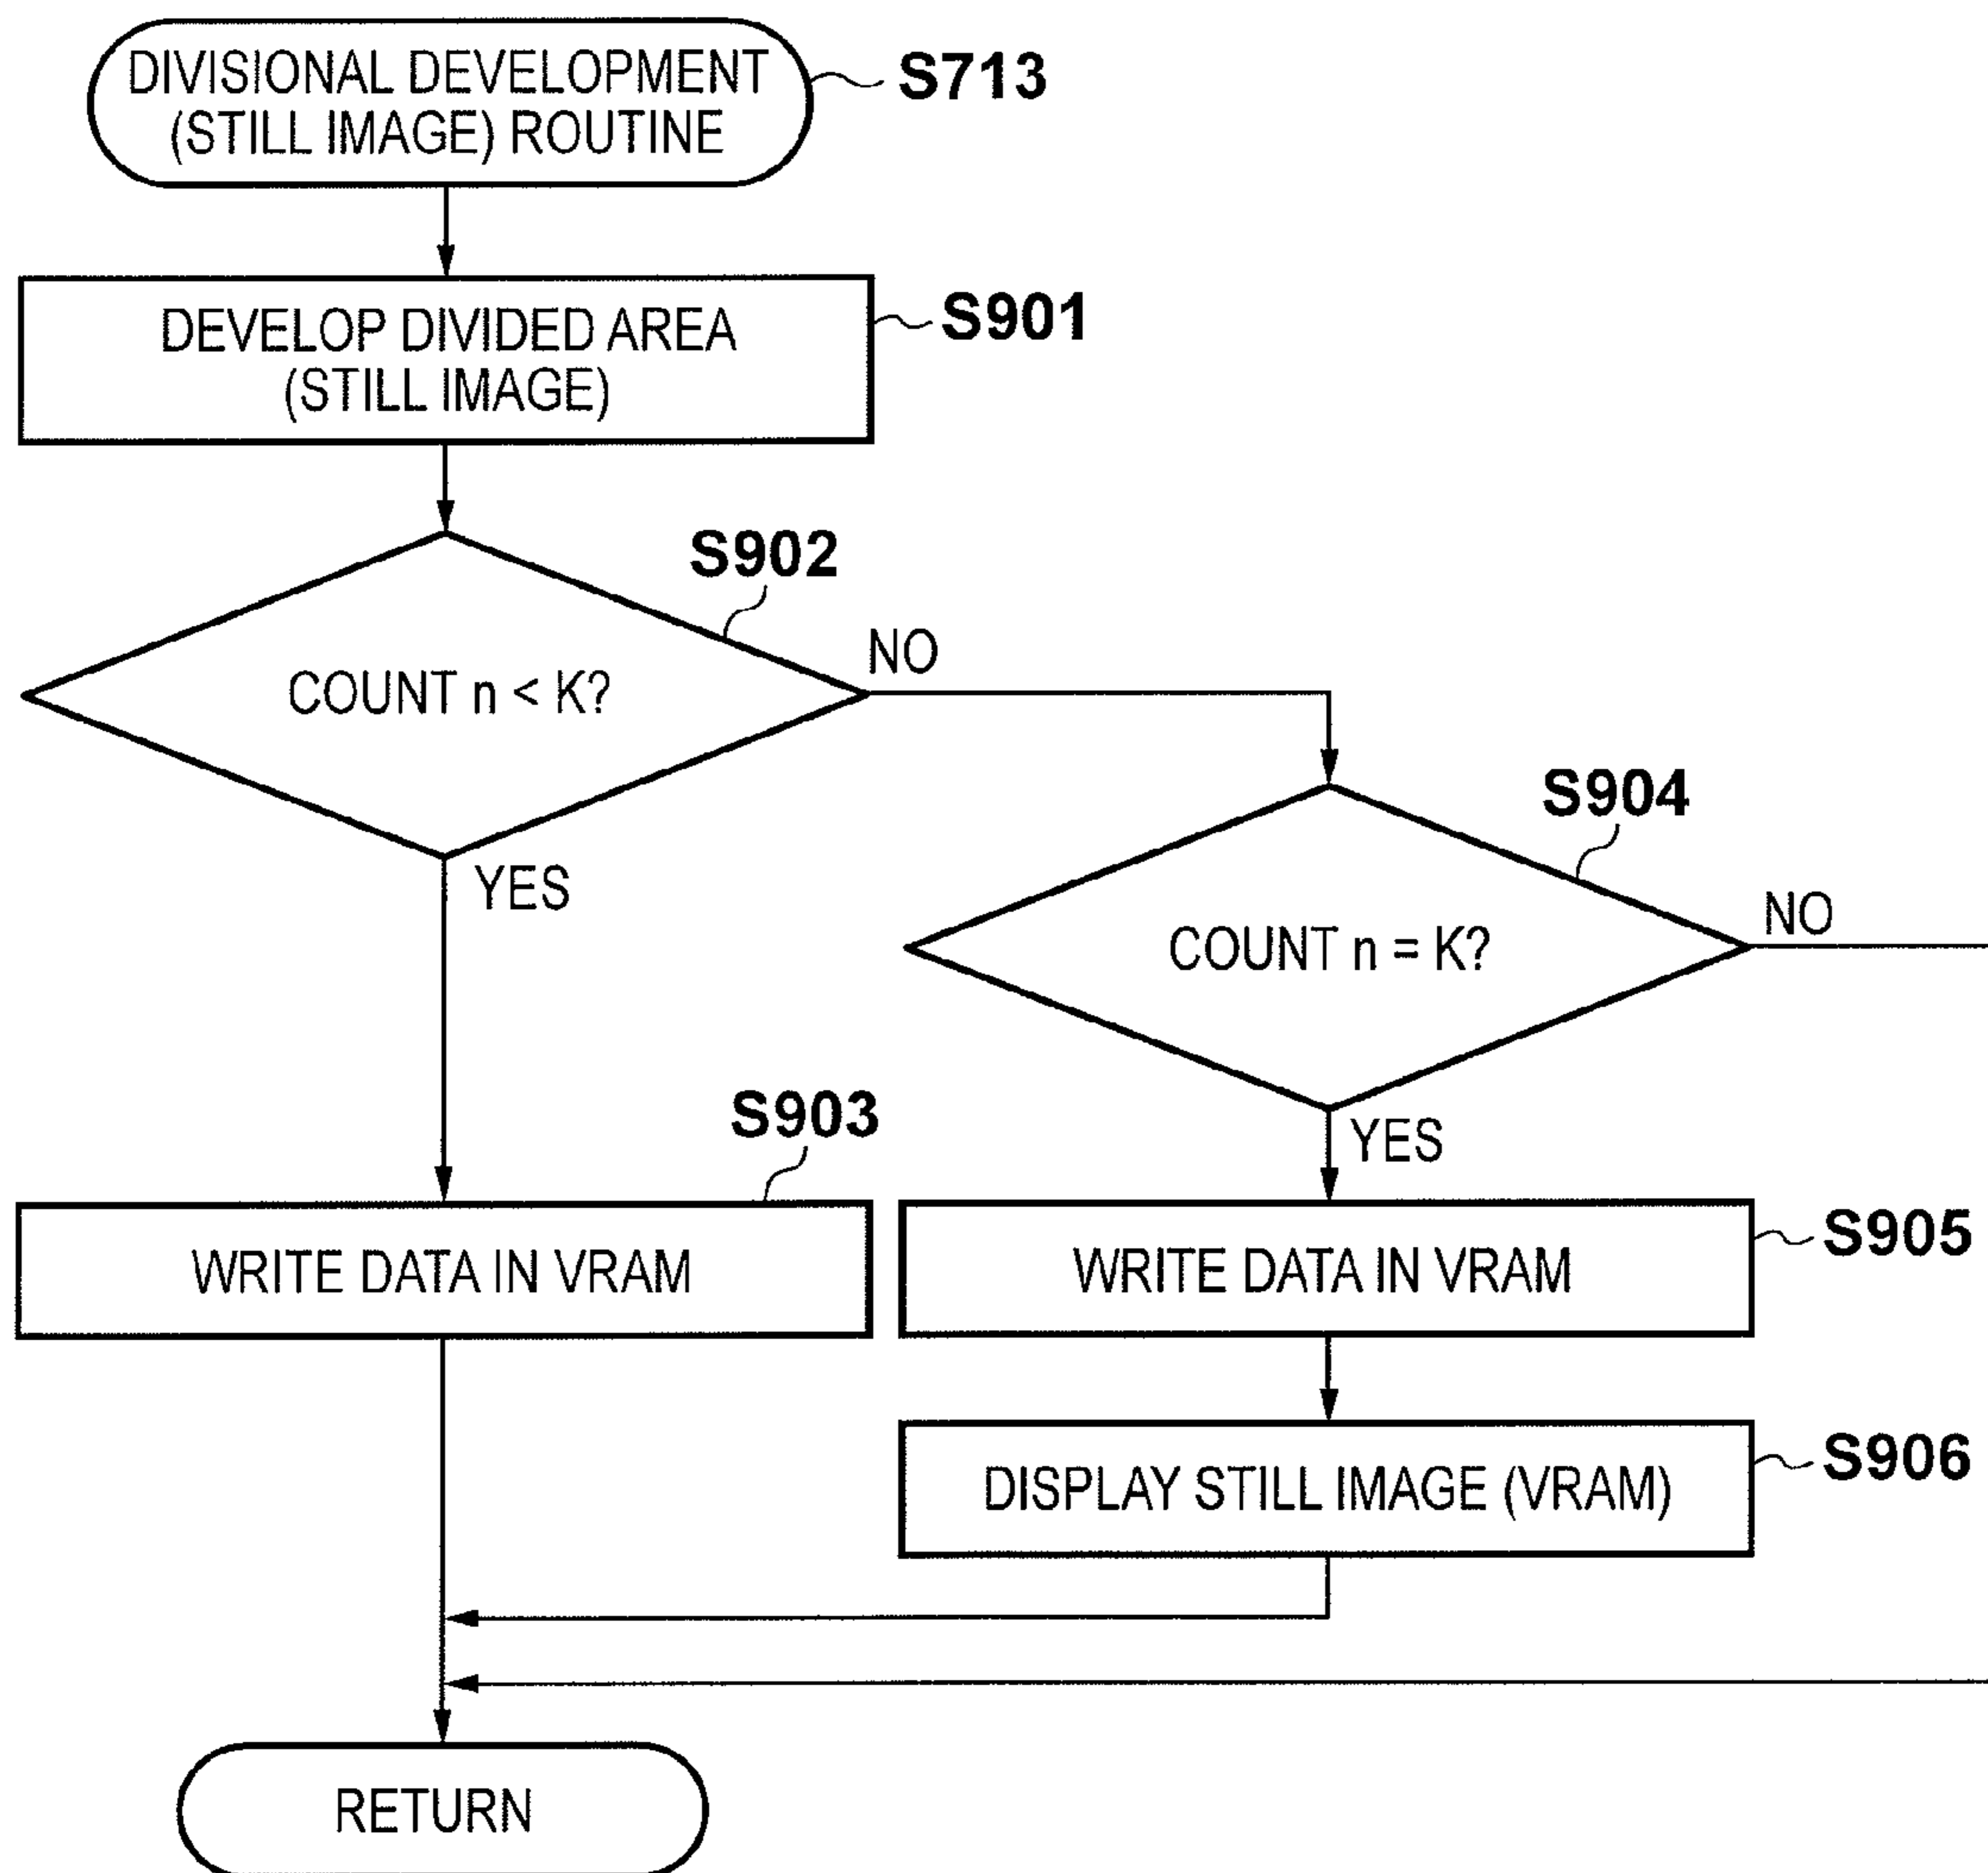 DIVISIONAL DEVELOPMENT
(STILL IMAGE) ROUTINE
S713
DEVELOP DIVIDED AREA
(STILL IMAGE)
S901
S902
COUNT n < K?
NO
YES
S904
COUNT n = K?
NO
YES
S903
WRITE DATA IN VRAM
WRITE DATA IN VRAM
S905
DISPLAY STILL IMAGE (VRAM)
S906
RETURN